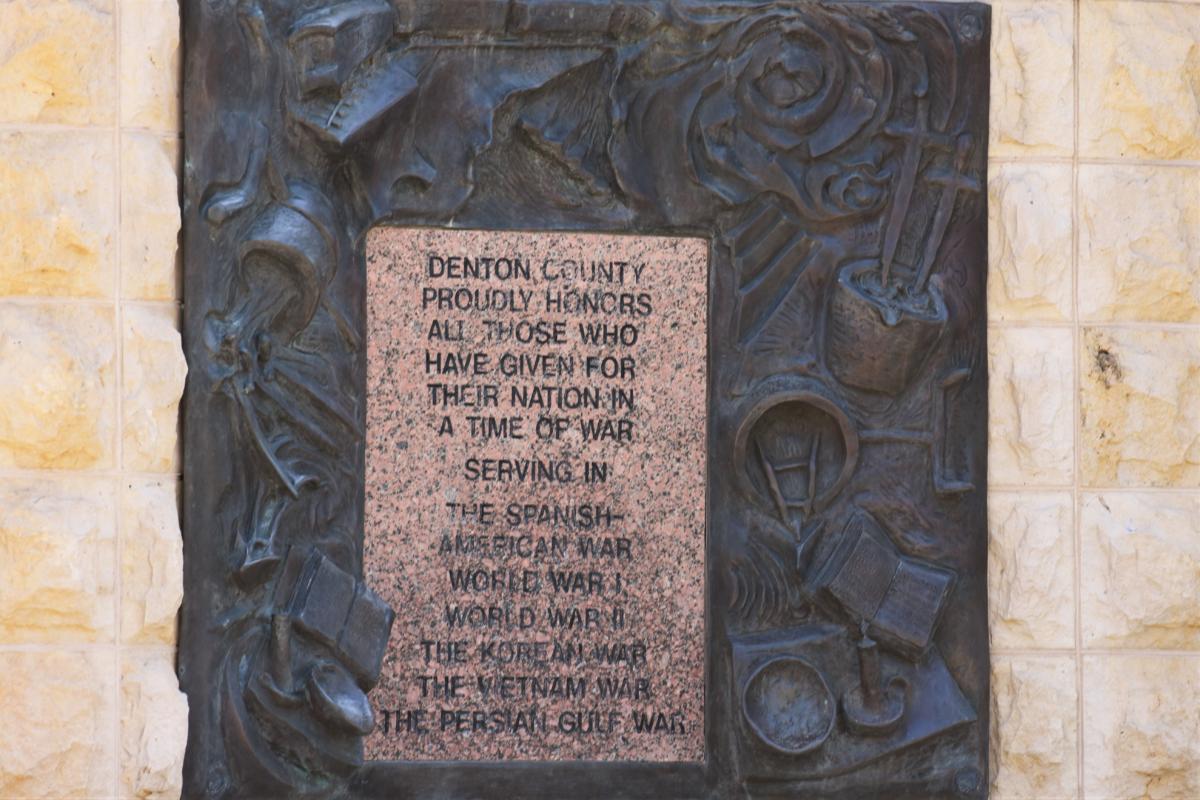 DENTON COUNTY
PROUDLY HONORS
ALL THOSE WHO
HAVE GIVEN FOR
THEIR NATION IN
A TIME OF WAR
SERVING IN
THE SPANISH-
AMERICAN WAR
WORLD WAR I
WORLD WAR II
THE KOREAN WAR
THE VIETNAM WAR
THE PERSIAN GULF WAR